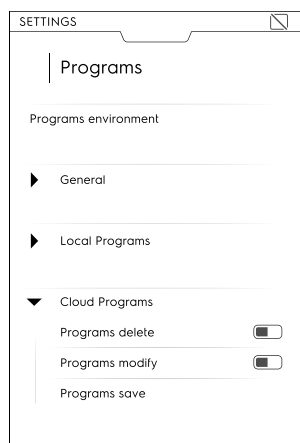 SETTINGS
Programs
Programs environment
General
Local Programs
Cloud Programs
Programs delete
Programs modify
Programs save